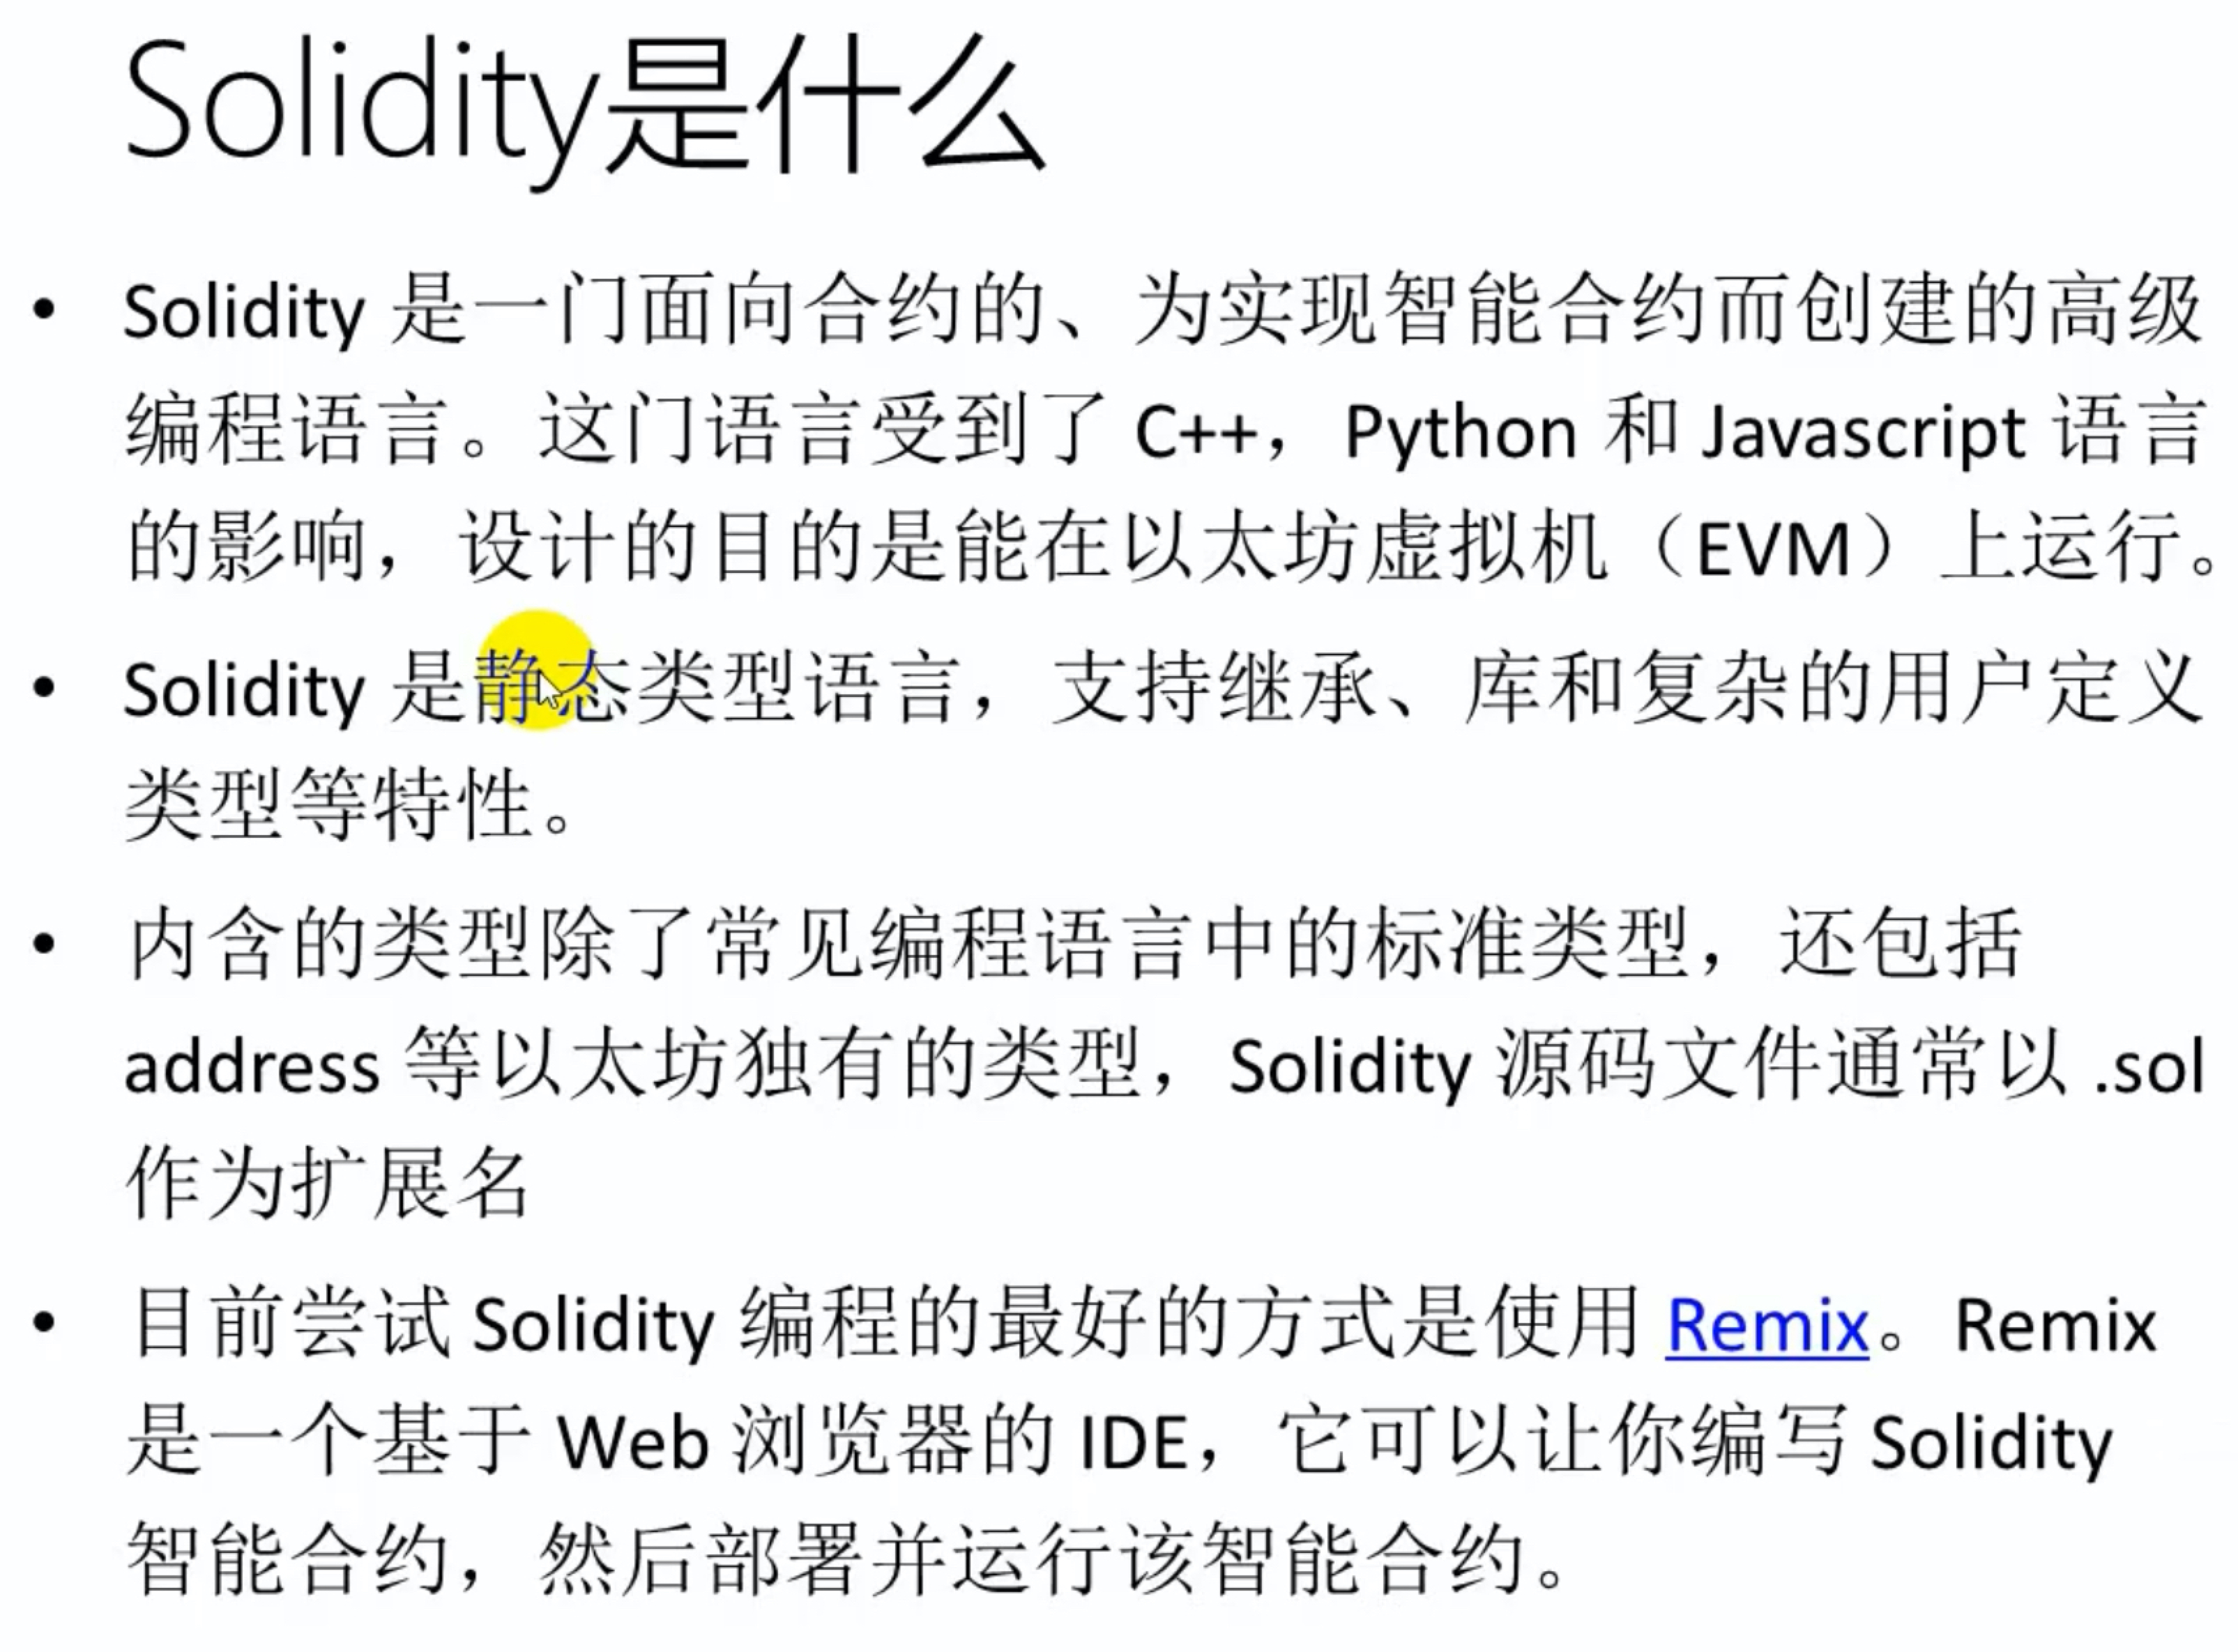 Solidity是什么
• Solidity 是一门面向合约的、为实现智能合约而创建的高级
编程语言。这门语言受到了 C++，Python 和 Javascript 语言
的影响，设计的目的是能在以太坊虚拟机（EVM）上运行。
• Solidity 是静态类型语言，支持继承、库和复杂的用户定义
类型等特性。
• 内含的类型除了常见编程语言中的标准类型，还包括
address 等以太坊独有的类型，Solidity 源码文件通常以 .sol
作为扩展名
• 目前尝试 Solidity 编程的最好的方式是使用 Remix。Remix
是一个基于 Web 浏览器的 IDE，它可以让你编写 Solidity
智能合约，然后部署并运行该智能合约。